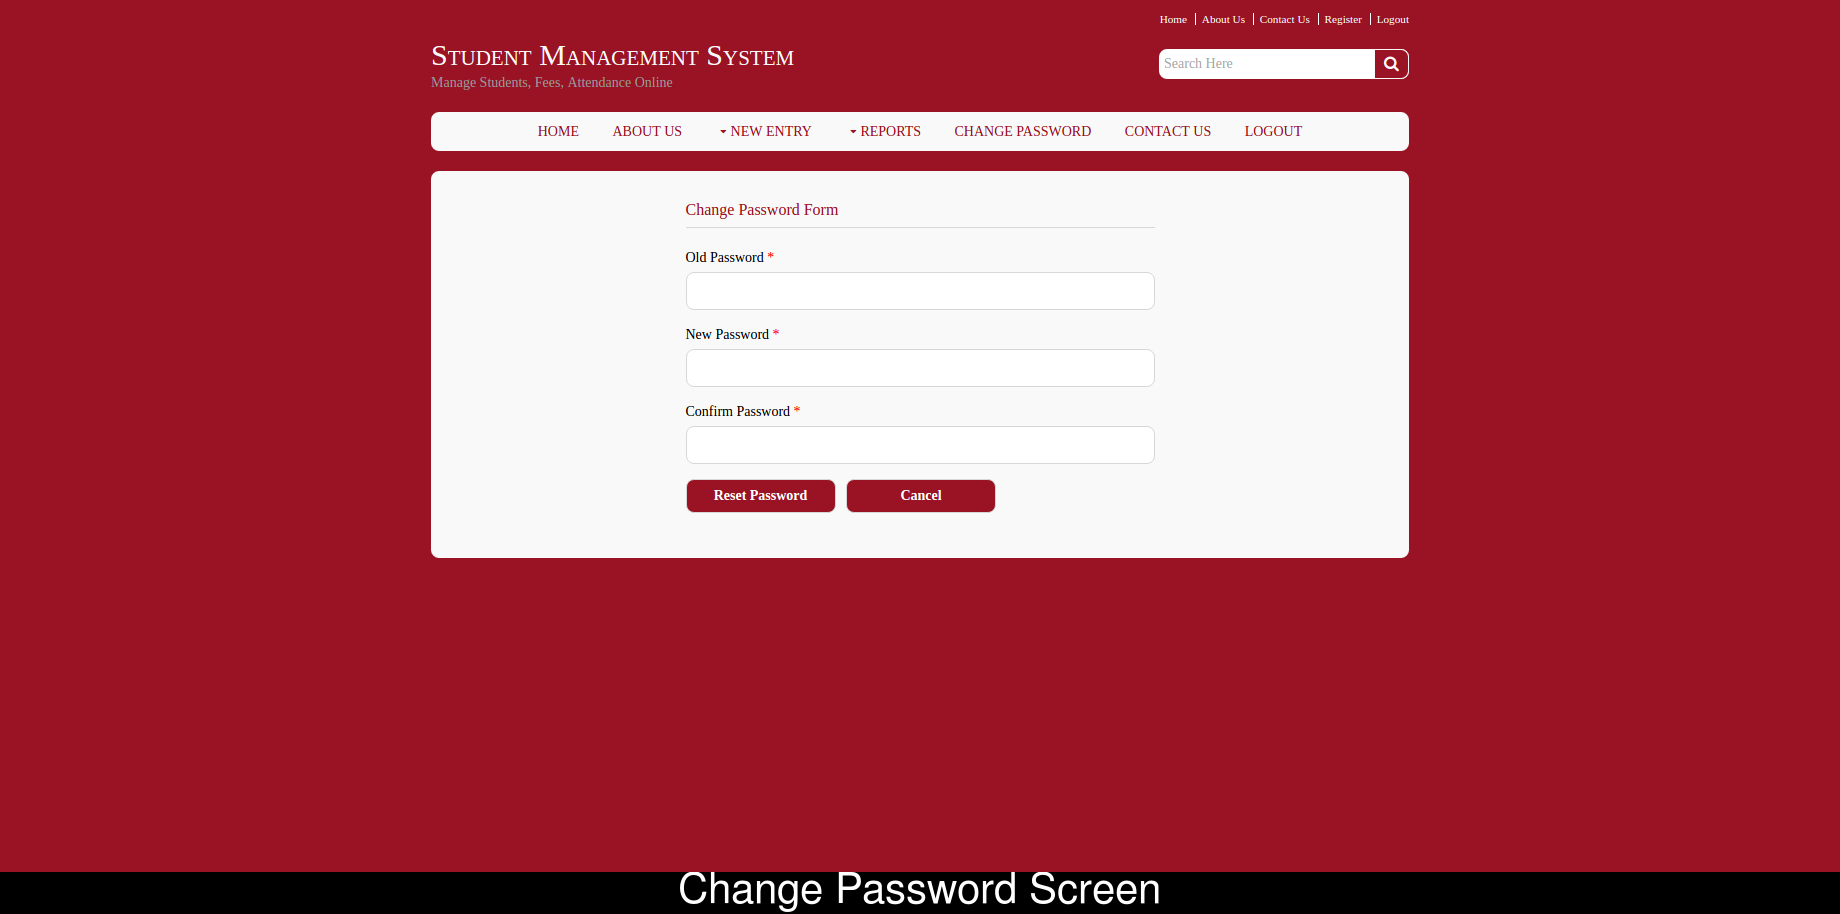 Home About Us Contact Us Register Logout
Student Management System
Manage Students, Fees, Attendance Online
Search Here
HOME ABOUT US NEW ENTRY REPORTS CHANGE PASSWORD CONTACT US LOGOUT
Change Password Form
Old Password *
New Password *
Confirm Password *
Reset Password Cancel
Change Password Screen